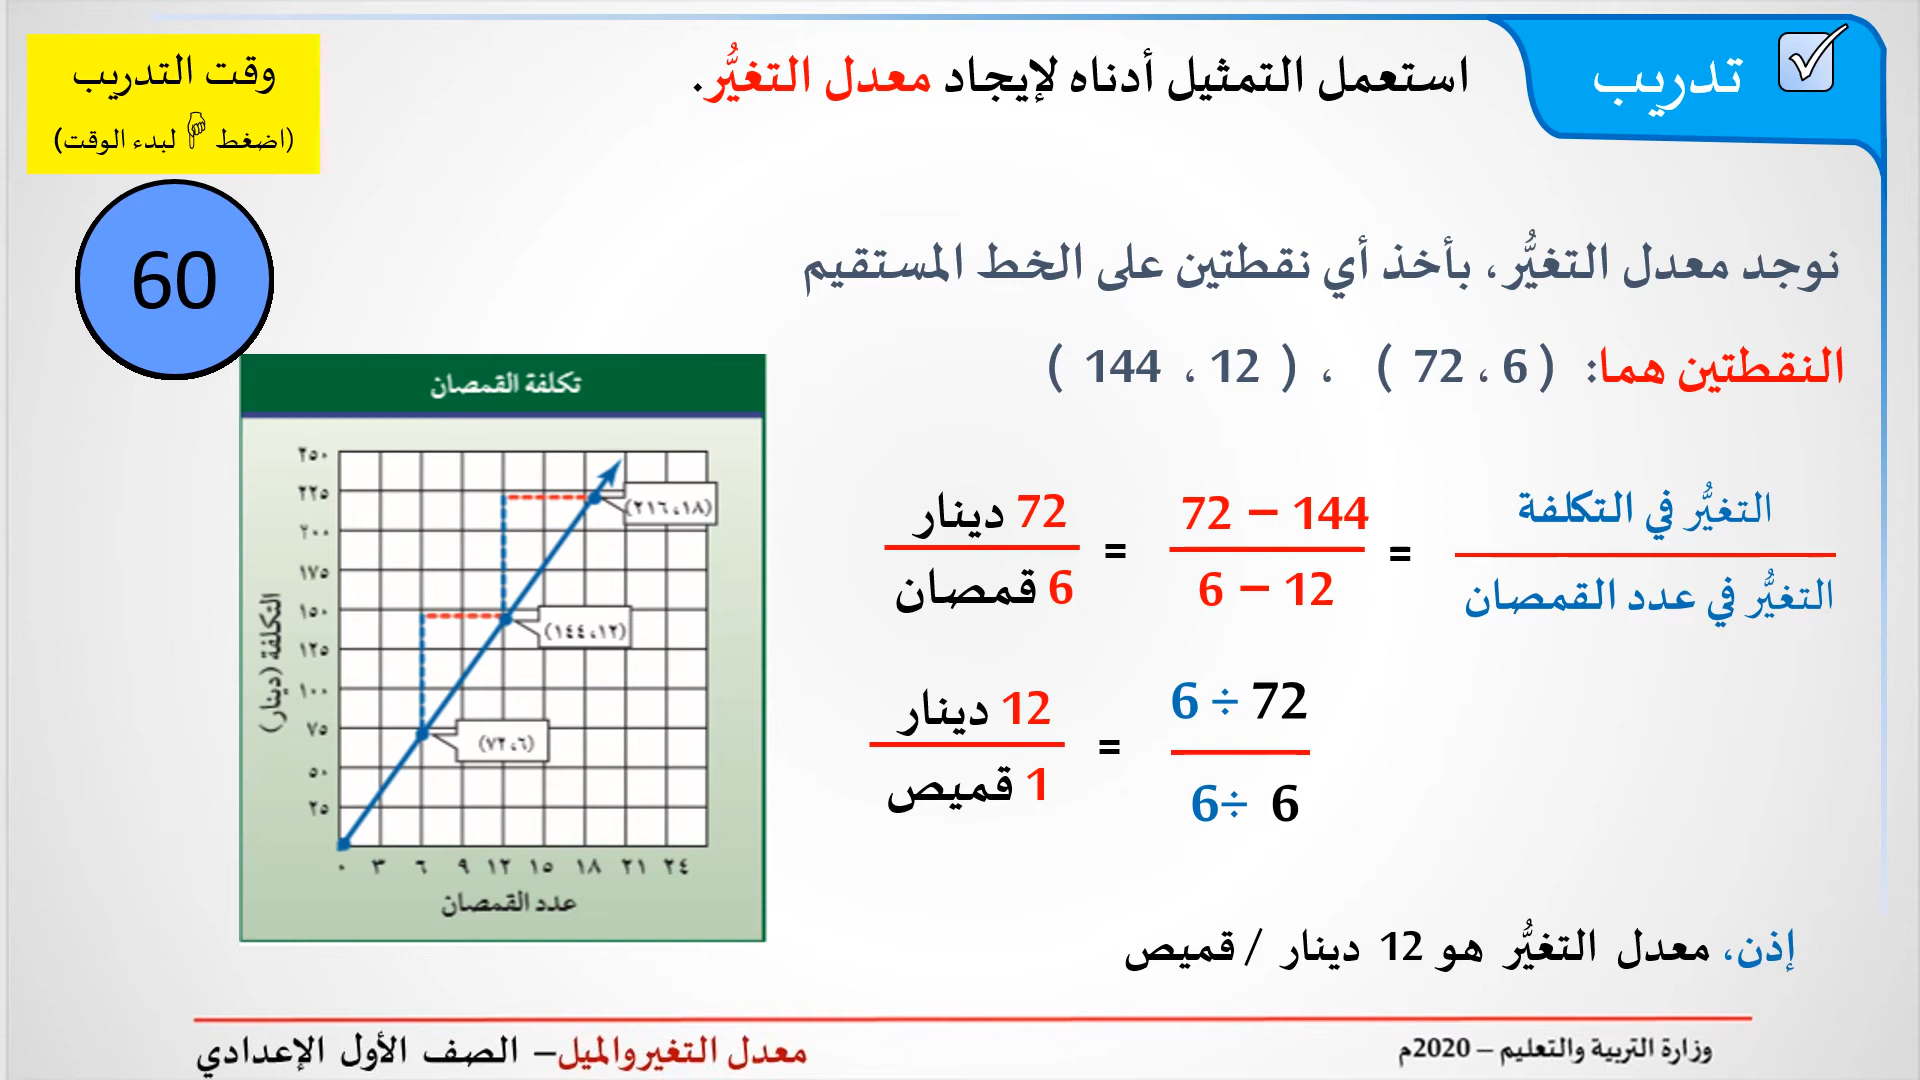 تدريب
استعمل التمثيل أدناه لإيجاد معدل التغيُّر.
وقت التدريب
(اضغط لبدء الوقت)
60
نوجد معدل التغيُّر، بأخذ أي نقطتين على الخط المستقيم
النقطتين هما: ( 6 ، 72 ) ، ( 12 ، 144 )
التغيُّر في التكلفة
التغيُّر في عدد القمصان
=
144 – 72
12 – 6
=
72 دينار
6 قمصان
72 ÷ 6
6 ÷6
=
12 دينار
1 قميص
إذن، معدل التغيُّر هو 12 دينار / قميص
تكلفة القمصان
التكلفة (دينار)
٢٥٠
٢٢٥
٢٠٠
١٧٥
١٥٠
١٢٥
١٠٠
٧٥
٥٠
٢٥
(٢١٦،١٨)
(١٤٤،١٢)
(٧٢،٦)
٠ ٣ ٦ ٩ ١٢ ١٥ ١٨ ٢١ ٢٤
عدد القمصان
وزارة التربية والتعليم – 2020م
معدل التغير والميل– الصف الأول الإعدادي